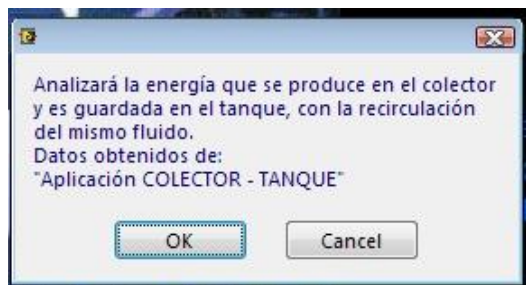 Analizará la energía que se produce en el colector
y es guardada en el tanque, con la recirculación
del mismo fluido.
Datos obtenidos de:
"Aplicación COLECTOR - TANQUE"
OK
Cancel